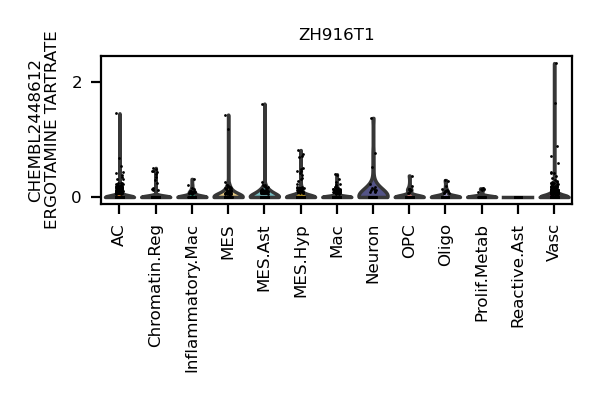 ZH916T1
CHEMBL2448612
ERGOTAMINE TARTRATE
2
0
AC
Chromatin.Reg
Inflammatory.Mac
MES
MES.Ast
MES.Hyp
Mac
Neuron
OPC
Oligo
Prolif.Metab
Reactive.Ast
Vasc